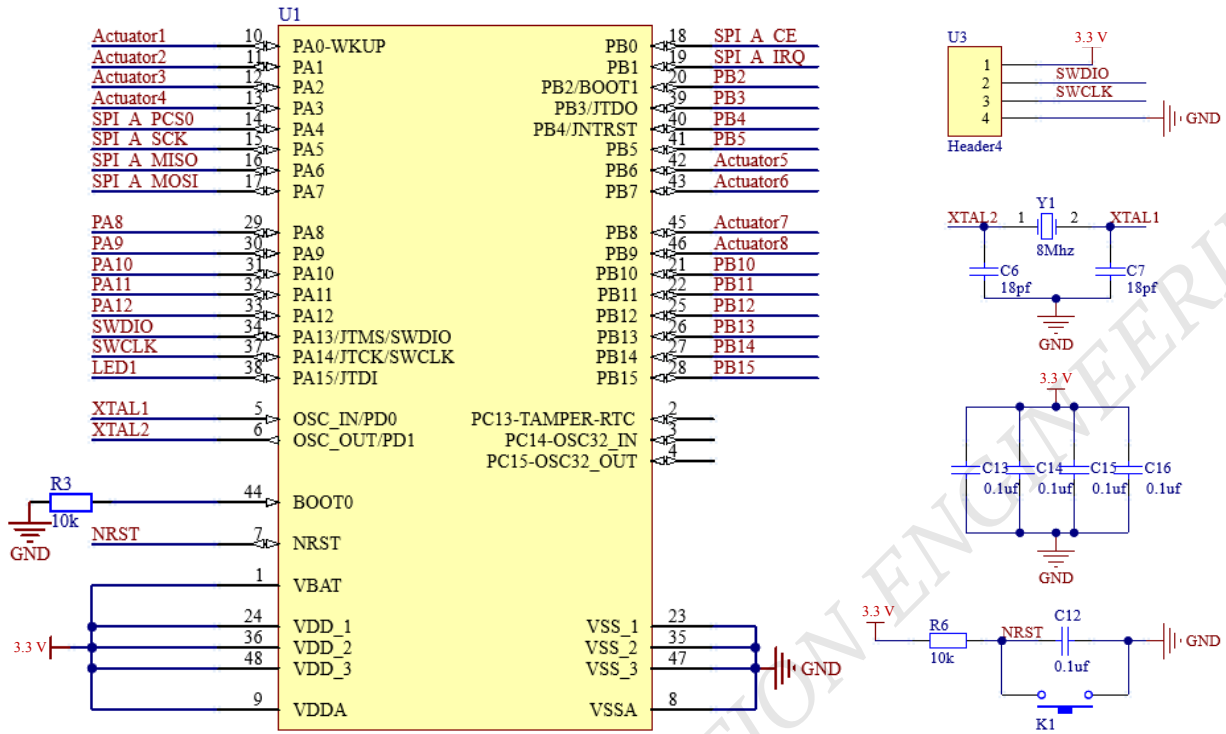 U1
Actuator1 10 PA0-WKUP PB0 18 SPI_A_CE
Actuator2 11 PA1 PB1 19 SPI_A_IRQ
Actuator3 12 PA2 PB2/BOOT1 20 PB2
Actuator4 13 PA3 PB3/JTDO 39 PB3
SPI_A_PCS0 14 PA4 PB4/JNTRST 40 PB4
SPI_A_SCK 15 PA5 PB5 41 PB5
SPI_A_MISO 16 PA6 PB6 42 Actuator5
SPI_A_MOSI 17 PA7 PB7 43 Actuator6
PA8 29 PA8 PB8 45 Actuator7
PA9 30 PA9 PB9 46 Actuator8
PA10 31 PA10 PB10 21 PB10
PA11 32 PA11 PB11 22 PB11
PA12 33 PA12 PB12 25 PB12
SWDIO 34 PA13/JTMS/SWDIO PB13 26 PB13
SWCLK 37 PA14/JTCK/SWCLK PB14 27 PB14
LED1 38 PA15/JTDI PB15 28 PB15
XTAL1 5 OSC_IN/PD0 PC13-TAMPER-RTC 2
XTAL2 6 OSC_OUT/PD1 PC14-OSC32_IN 3
PC15-OSC32_OUT 4
R3 44 BOOT0
10k
GND
NRST 7 NRST
1 VBAT
24 VDD_1 VSS_1 23
3.3 V 36 VDD_2 VSS_2 35
48 VDD_3 VSS_3 47 GND
9 VDDA VSSA 8
U3
3.3 V
1
2 SWDIO
3 SWCLK
4 GND
Header4
Y1
XTAL2 1 2 XTAL1
8Mhz
C6 C7
18pf 18pf
GND
3.3 V
C13 C14 C15 C16
0.1uf 0.1uf 0.1uf 0.1uf
GND
3.3 V R6 NRST C12 GND
10k 0.1uf
K1